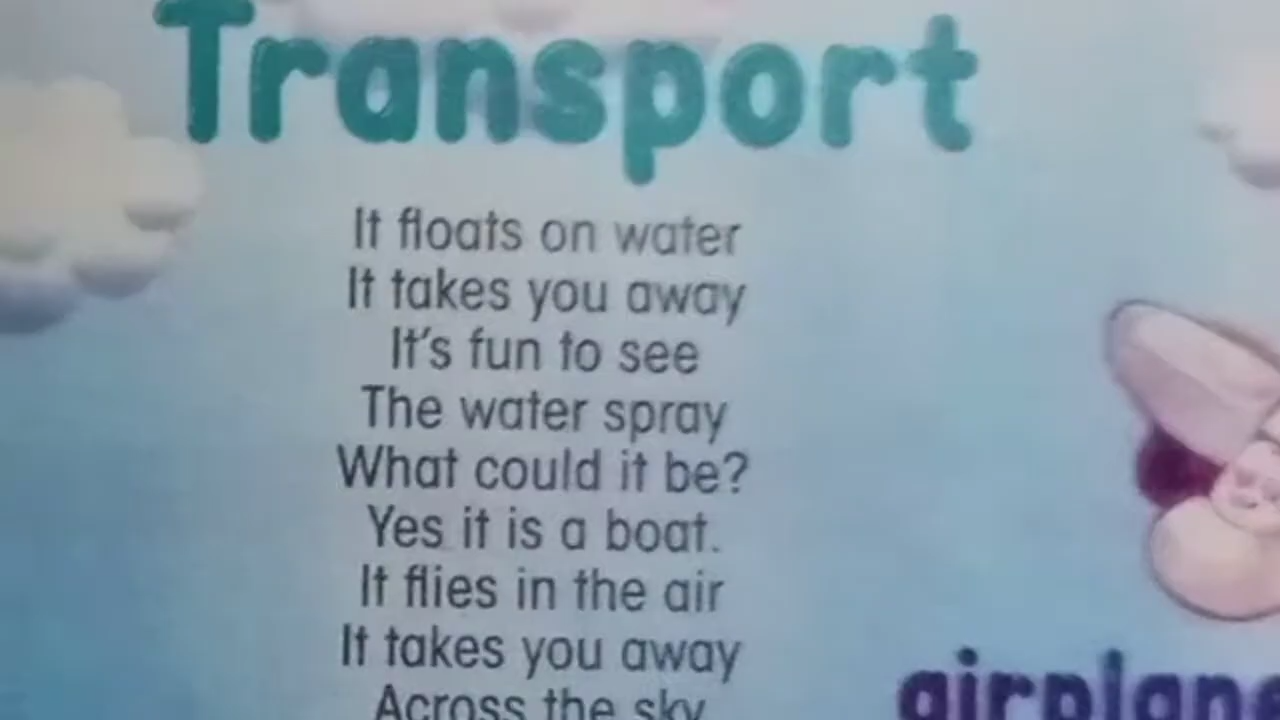 Transport
It floats on water
It takes you away
It's fun to see
The water spray
What could it be?
Yes it is a boat.
It flies in the air
It takes you away
Across the sky
airplane